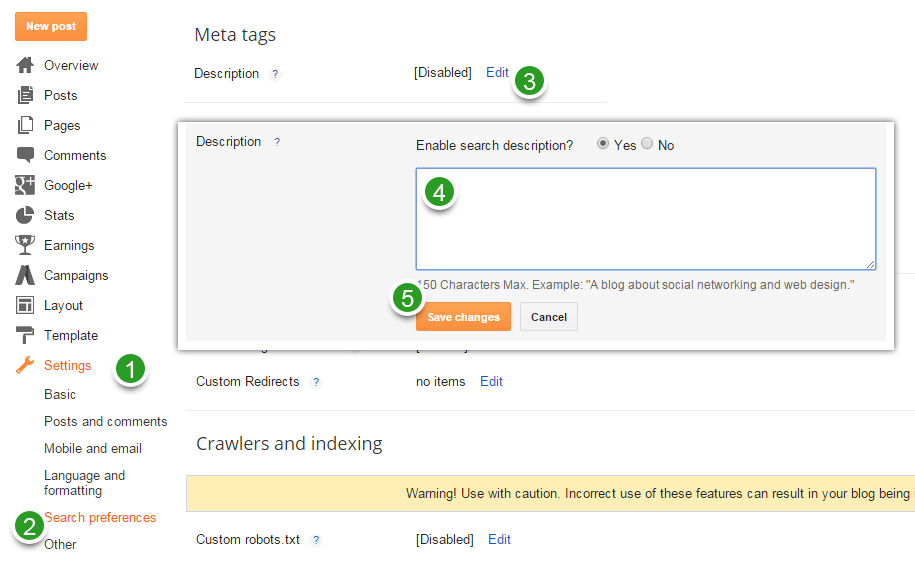 New post
Overview
Posts
Pages
Comments
Google+
Stats
Earnings
Campaigns
Layout
Template
Settings
1
Basic
Posts and comments
Mobile and email
Language and
formatting
2
Search preferences
Other
Meta tags
Description ? [Disabled] Edit
3
Description ? Enable search description? Yes No
4
5
150 Characters Max. Example: "A blog about social networking and web design."
Save changes Cancel
Custom Redirects ? no items Edit
Crawlers and indexing
Warning! Use with caution. Incorrect use of these features can result in your blog being
Custom robots.txt ? [Disabled] Edit